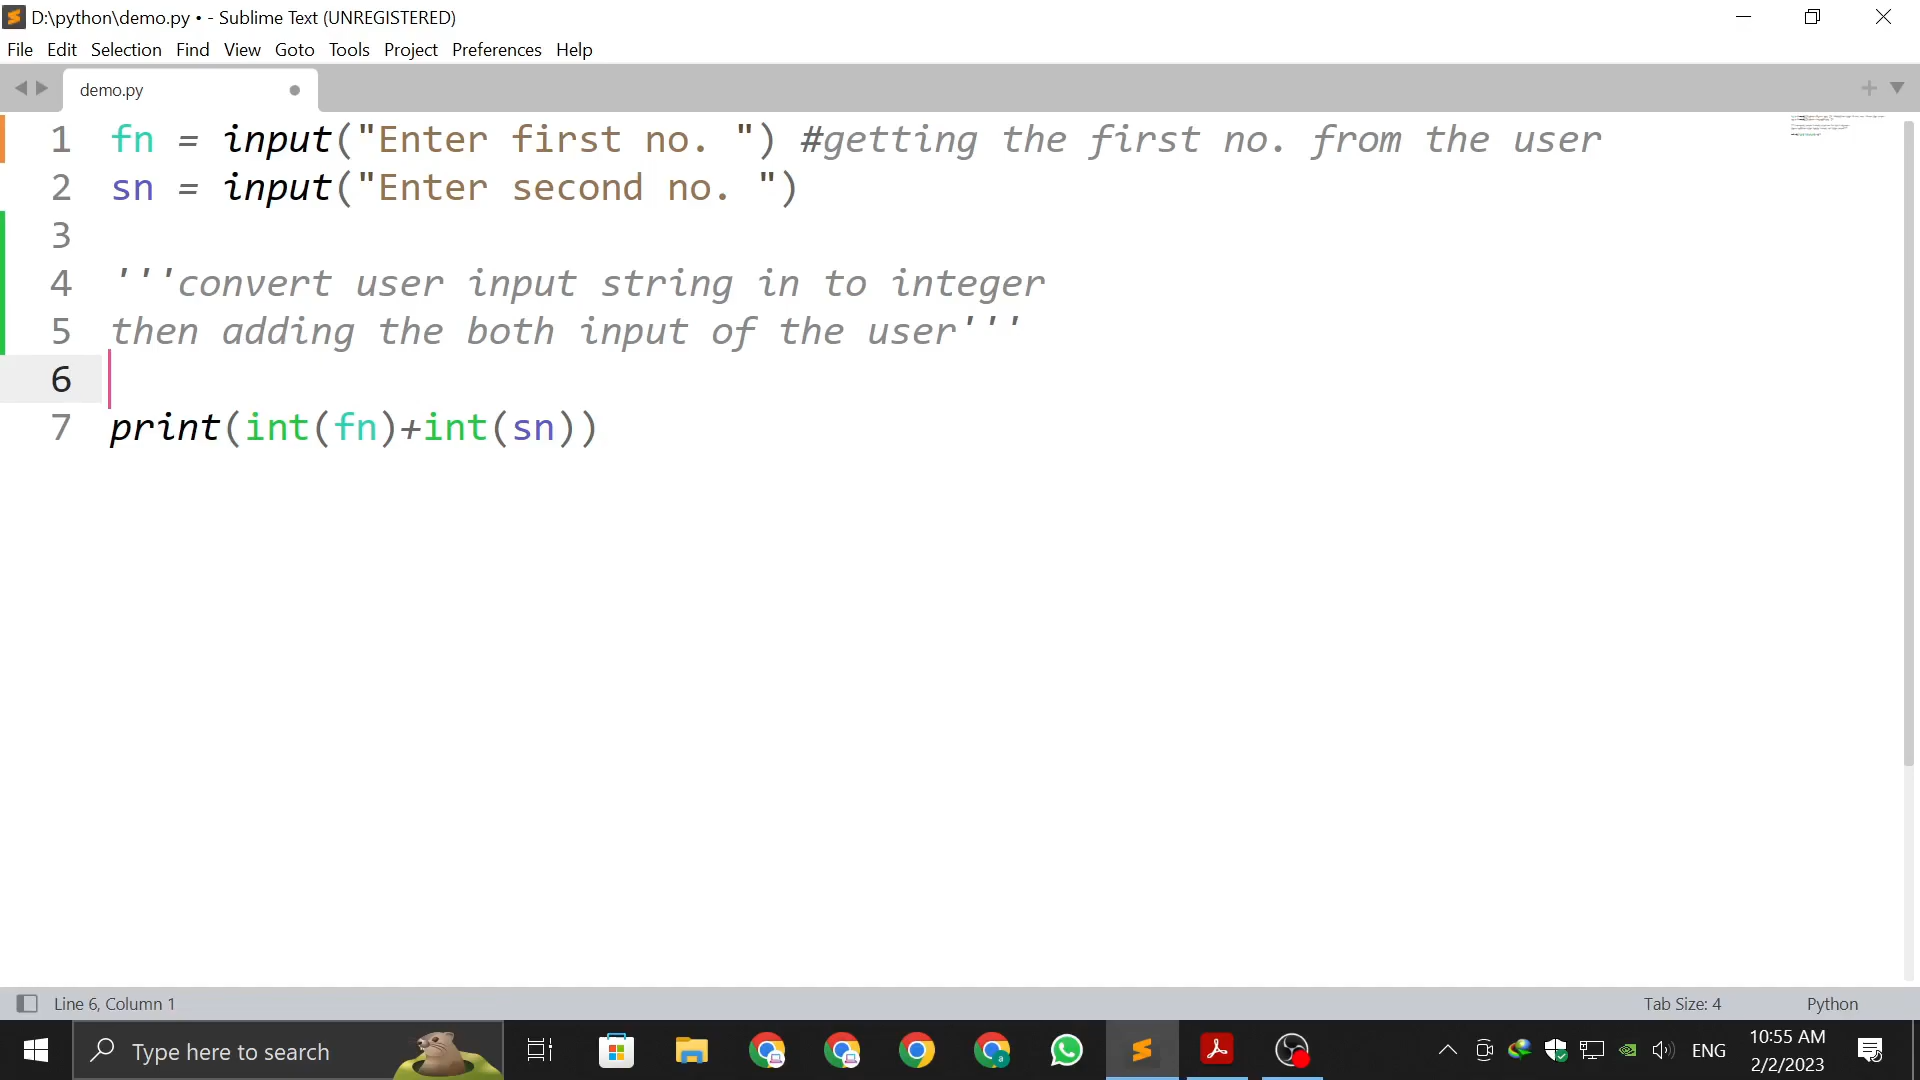 D:\python\demo.py • - Sublime Text (UNREGISTERED)
File Edit Selection Find View Goto Tools Project Preferences Help
demo.py
1 fn = input("Enter first no. ") #getting the first no. from the user
2 sn = input("Enter second no. ")
3
4 '''convert user input string in to integer
5 then adding the both input of the user'''
6
7 print(int(fn)+int(sn))
Line 6, Column 1 Tab Size: 4 Python
Type here to search
a
ENG
10:55 AM
2/2/2023